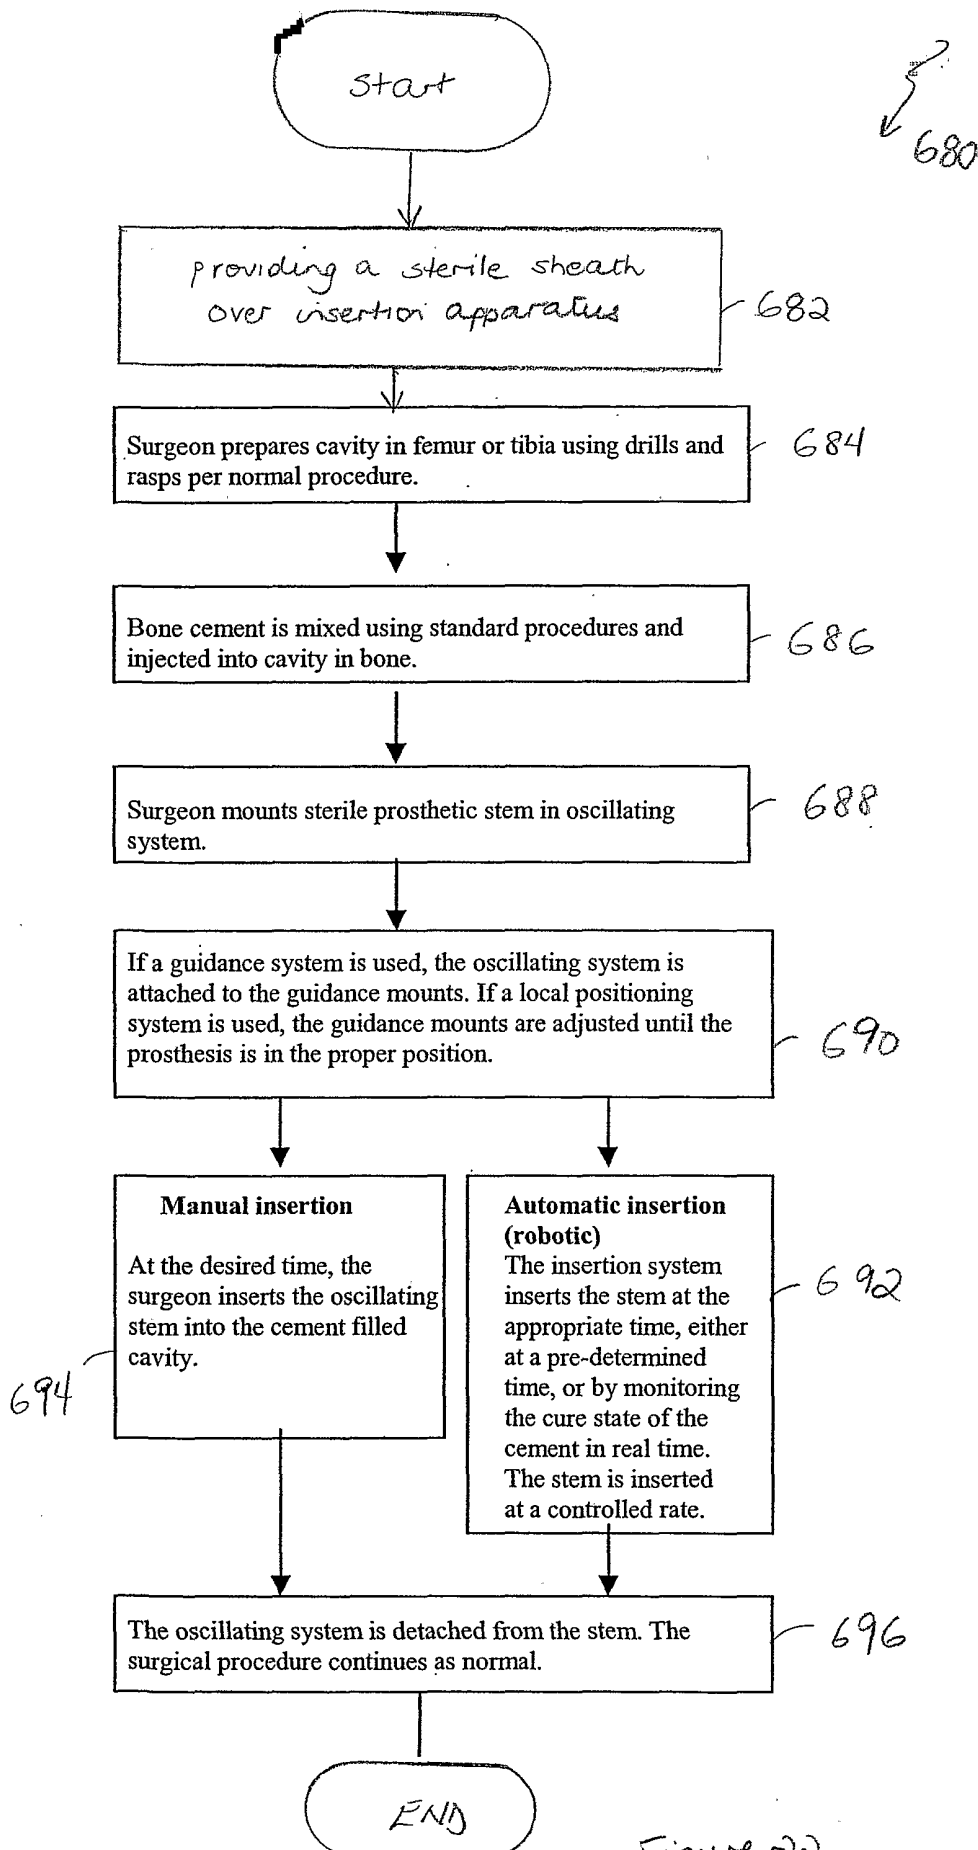 Start
680
providing a sterile sheath
over insertion apparatus
682
Surgeon prepares cavity in femur or tibia using drills and
rasps per normal procedure.
684
Bone cement is mixed using standard procedures and
injected into cavity in bone.
686
Surgeon mounts sterile prosthetic stem in oscillating
system.
688
If a guidance system is used, the oscillating system is
attached to the guidance mounts. If a local positioning
system is used, the guidance mounts are adjusted until the
prosthesis is in the proper position.
690
Manual insertion
At the desired time, the
surgeon inserts the oscillating
stem into the cement filled
cavity.
694
Automatic insertion
(robotic)
The insertion system
inserts the stem at the
appropriate time, either
at a pre-determined
time, or by monitoring
the cure state of the
cement in real time.
The stem is inserted
at a controlled rate.
692
The oscillating system is detached from the stem. The
surgical procedure continues as normal.
696
END
Figure